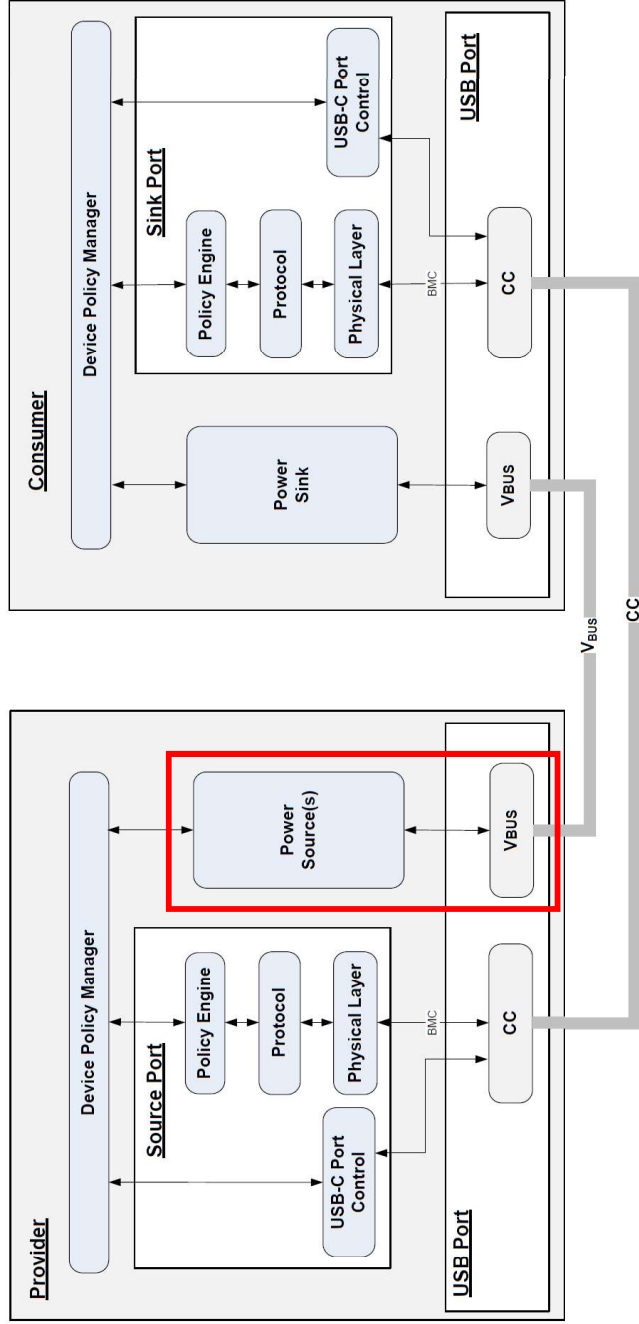 Provider
Device Policy Manager
Source Port
Policy Engine
Protocol
Physical Layer
USB-C Port
Control
Power
Source(s)
BMC
USB Port
CC
VBUS
Consumer
Device Policy Manager
Power
Sink
Sink Port
Policy Engine
Protocol
Physical Layer
USB-C Port
Control
BMC
VBUS
CC
USB Port
VBUS
CC